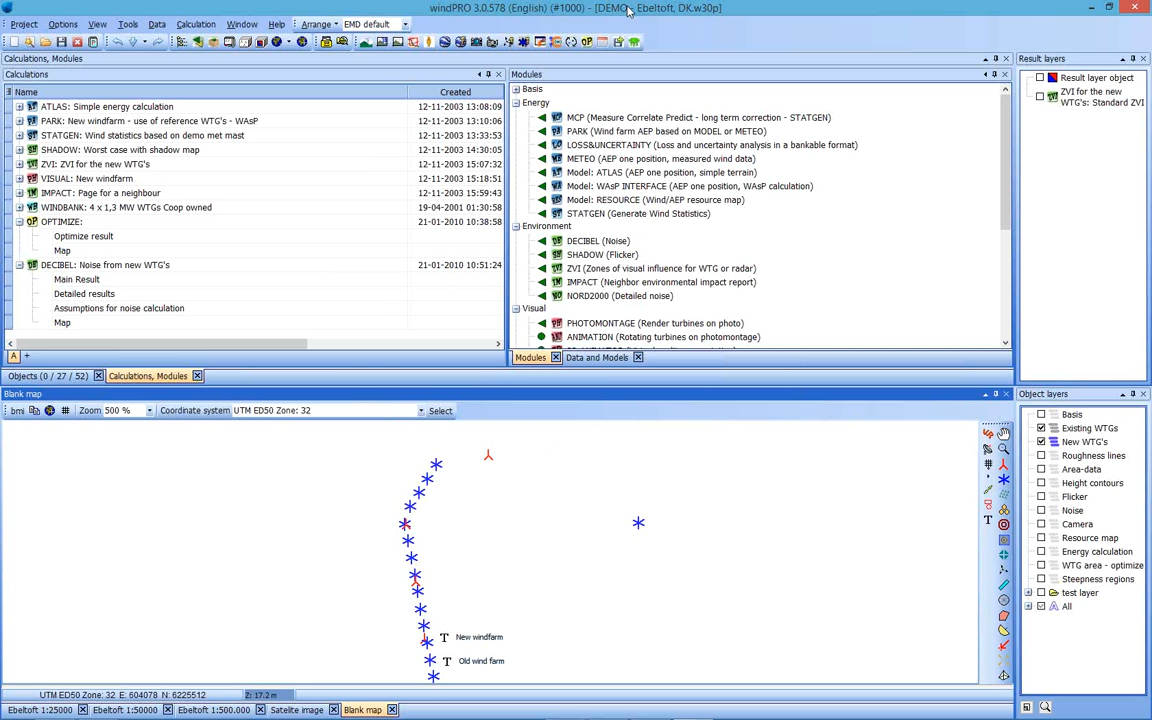 windPRO 3.0.578 (English) (#1000) - [DEMO - Ebeltoft, DK.w30p]
Project Options View Tools Data Calculations Window Help Arrange EMD default
Calculations, Modules
Result layers
Calculations
Modules
Name Created
ATLAS: Simple energy calculation 12-11-2003 13:08:09
PARK: New windfarm - use of reference WTG's - WAsP 12-11-2003 13:10:06
STATGEN: Wind statistics based on demo met mast 12-11-2003 13:33:53
SHADOW: Worst case with shadow map 12-11-2003 14:30:05
ZVI: ZVI for the new WTG's 12-11-2003 15:07:32
VISUAL: New windfarm 12-11-2003 15:18:51
IMPACT: Page for a neighbour 12-11-2003 15:59:43
WINDBANK: 4 x 1,3 MW WTGs Coop owned 19-04-2001 01:30:58
OPTIMIZE: 21-01-2010 10:38:58
Optimize result
Map
DECIBEL: Noise from new WTG's 21-01-2010 10:51:24
Main Result
Detailed results
Assumptions for noise calculation
Map
A +
Basis
Energy
MCP (Measure Correlate Predict - long term correction - STATGEN)
PARK (Wind farm AEP based on MODEL or METEO)
LOSS&UNCERTAINTY (Loss and uncertainty analysis in a bankable format)
METEO (AEP one position, measured wind data)
Model: ATLAS (AEP one position, simple terrain)
Model: WAsP INTERFACE (AEP one position, WAsP calculation)
Model: RESOURCE (Wind/AEP resource map)
STATGEN (Generate Wind Statistics)
Environment
DECIBEL (Noise)
SHADOW (Flicker)
ZVI (Zones of visual influence for WTG or radar)
IMPACT (Neighbor environmental impact report)
NORD2000 (Detailed noise)
Visual
PHOTOMONTAGE (Render turbines on photo)
ANIMATION (Rotating turbines on photomontage)
Modules Data and Models
Result layer object
ZVI for the new
WTG's: Standard ZVI
Objects (0 / 27 / 52) Calculations, Modules
Blank map
Object layers
bmi Zoom 500 % Coordinate system UTM ED50 Zone: 32 Select
New windfarm
Old wind farm
T
Basis
Existing WTGs
New WTG's
Roughness lines
Area-data
Height contours
Flicker
Noise
Camera
Resource map
Energy calculation
WTG area - optimize
Steepness regions
test layer
All
UTM ED50 Zone: 32 E: 604078 N: 6225512 Z: 17.2 m
Ebeltoft 1:25000 Ebeltoft 1:50000 Ebeltoft 1:500.000 Satelite image Blank map